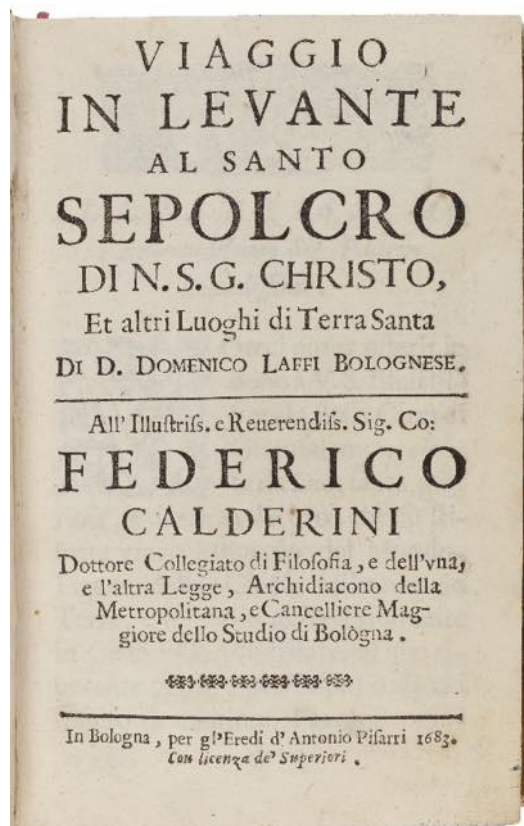 VIAGGIO
IN LEVANTE
AL SANTO
SEPOLCRO
DI N. S. G. CHRISTO,
Et altri Luoghi di Terra Santa
DI D. DOMENICO LAFFI BOLOGNESE.
All' Illuſtriſs. e Reuerendiſs. Sig. Co:
FEDERICO
CALDERINI
Dottore Collegiato di Filoſofia, e dell'vna,
e l'altra Legge, Archidiacono della
Metropolitana, e Cancelliere Mag-
giore dello Studio di Bològna.
In Bologna, per gl'Eredi d'Antonio Piſarri 1683.
Con licenza de' Superiori.